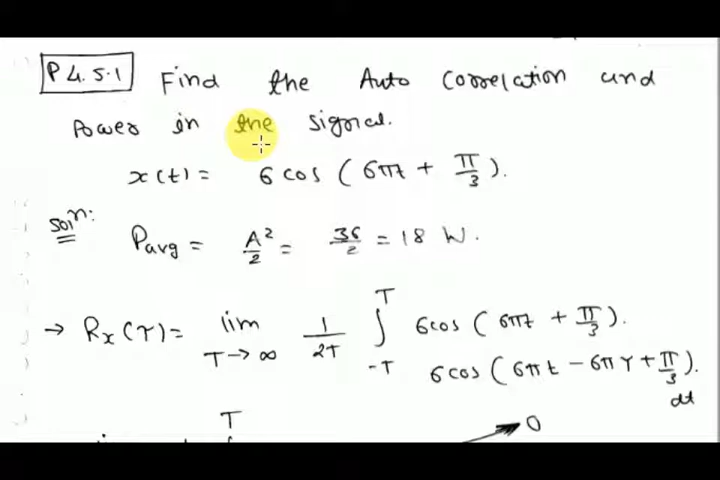 P 4.5.1 Find the Auto Correlation and
Power in the signal.
x(t) = 6 cos ( 6πt + π/3 ).
Soln: Pavg = A²/2 = 36/2 = 18 W.
→ Rx(τ) = lim T→∞ 1/2T ∫ T -T 6cos ( 6πt + π/3 ).
6cos ( 6πt - 6πτ + π/3 ).
dt
T
0